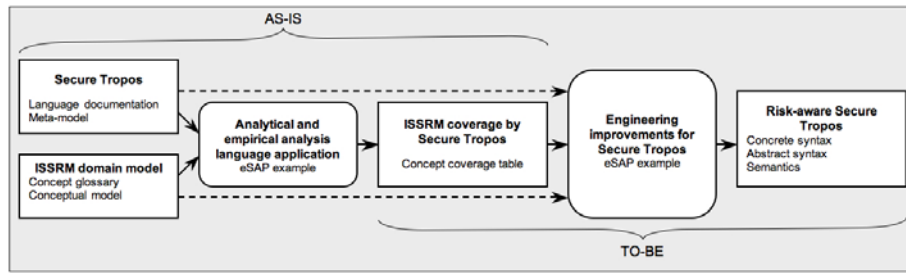 AS-IS
Secure Tropos
Language documentation
Meta-model
ISSRM domain model
Concept glossary
Conceptual model
Analytical and
empirical analysis
language application
eSAP example
ISSRM coverage by
Secure Tropos
Concept coverage table
Engineering
improvements for
Secure Tropos
eSAP example
Risk-aware Secure
Tropos
Concrete syntax
Abstract syntax
Semantics
TO-BE